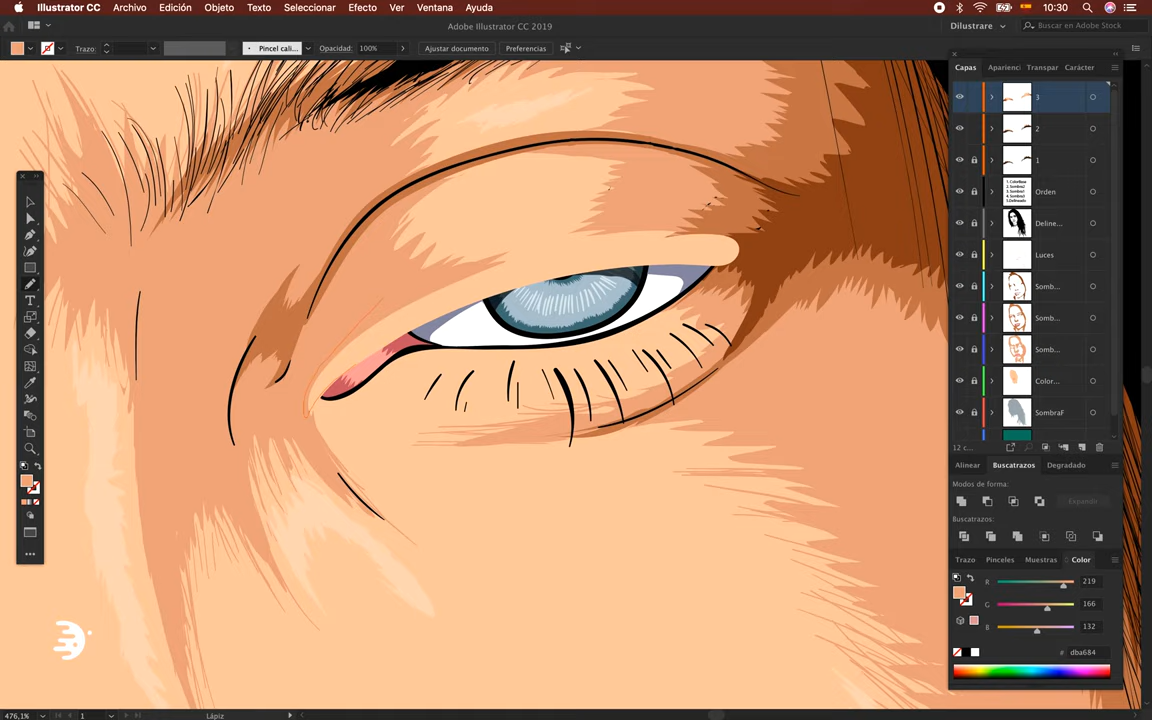 Illustrator CC Archivo Edición Objeto Texto Seleccionar Efecto Ver Ventana Ayuda 10:30
Adobe Illustrator CC 2019 Dilustrare Buscar en Adobe Stock
Trazo: Pincel cali... Opacidad: 100% Ajustar documento Preferencias
Capas Aparienc Transpar Carácter
3
2
1
Orden
Deline...
Luces
Somb...
Somb...
Somb...
Color...
SombraF
12 c...
Alinear Buscatrazos Degradado
Modos de forma:
Expandir
Buscatrazos:
Trazo Pinceles Muestras Color
R 219
G 166
B 132
# dba684
476,1% 1 Lápiz